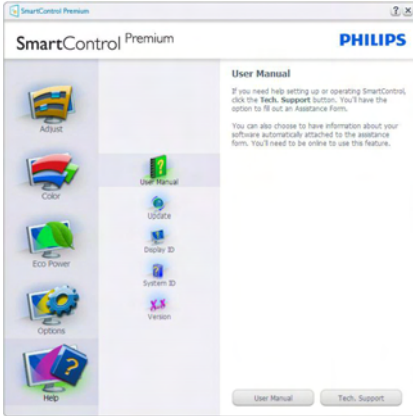 SmartControl Premium
SmartControl Premium
PHILIPS
Adjust
Color
Eco Power
Options
Help
User Manual
Update
Display ID
System ID
Version
User Manual
If you need help setting up or operating SmartControl,
click the Tech. Support button. You'll have the
option to fill out an Assistance Form.
You can also choose to have information about your
software automatically attached to the assistance
form. You'll need to be online to use this feature.
User Manual
Tech. Support